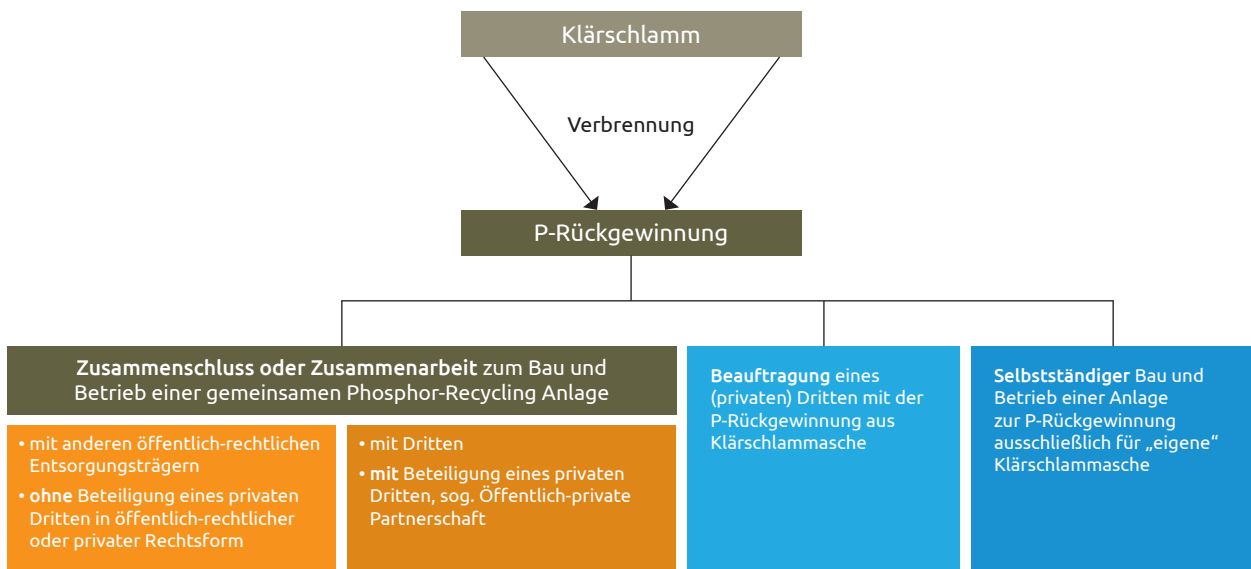 Klärschlamm
Verbrennung
P-Rückgewinnung
Zusammenschluss oder Zusammenarbeit zum Bau und
Betrieb einer gemeinsamen Phosphor-Recycling Anlage
• mit anderen öffentlich-rechtlichen
Entsorgungsträgern
• ohne Beteiligung eines privaten
Dritten in öffentlich-rechtlicher
oder privater Rechtsform
• mit Dritten
• mit Beteiligung eines privaten
Dritten, sog. Öffentlich-private
Partnerschaft
Beauftragung eines
(privaten) Dritten mit der
P-Rückgewinnung aus
Klärschlammasche
Selbstständiger Bau und
Betrieb einer Anlage
zur P-Rückgewinnung
ausschließlich für „eigene“
Klärschlammasche